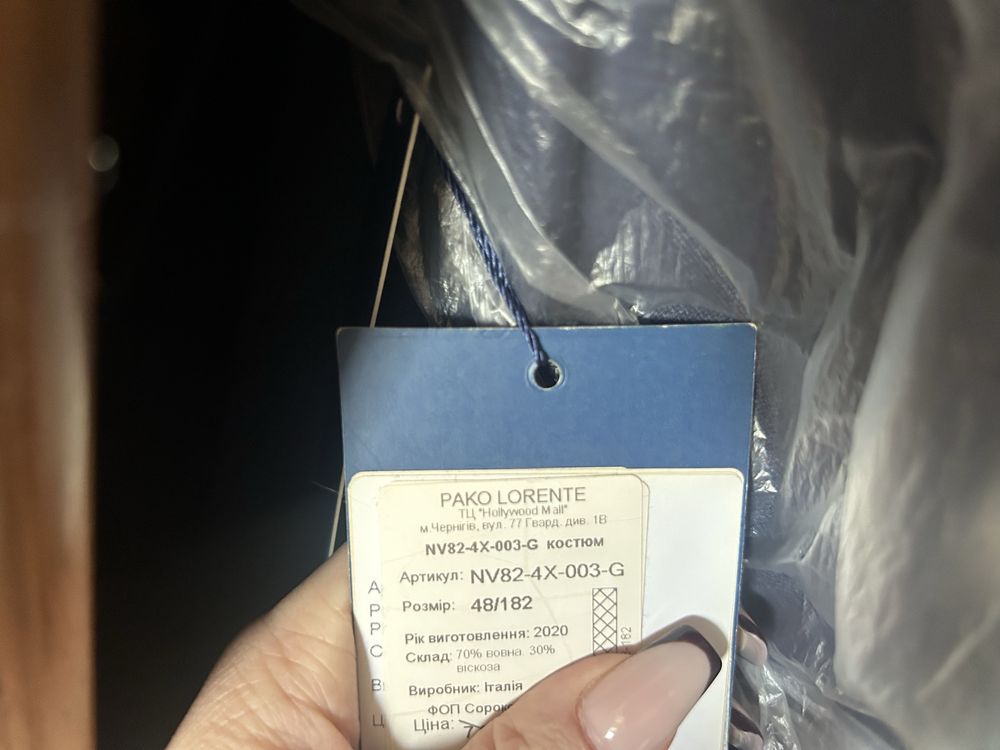 PAKO LORENTE
ТЦ "Hollywood Mall"
м.Чернігів, вул. 77 Гвард. див. 1В
NV82-4X-003-G костюм
Артикул: NV82-4X-003-G
Розмір: 48/182
Рік виготовлення: 2020
Склад: 70% вовна. 30%
віскоза
Виробник: Італія
ФОП
Ціна: